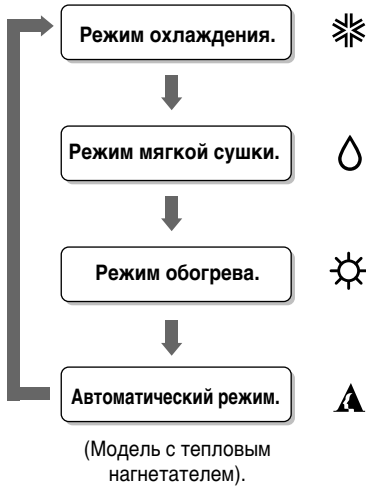 Режим охлаждения.
Режим мягкой сушки.
Режим обогрева.
Автоматический режим.
(Модель с тепловым
нагнетателем).